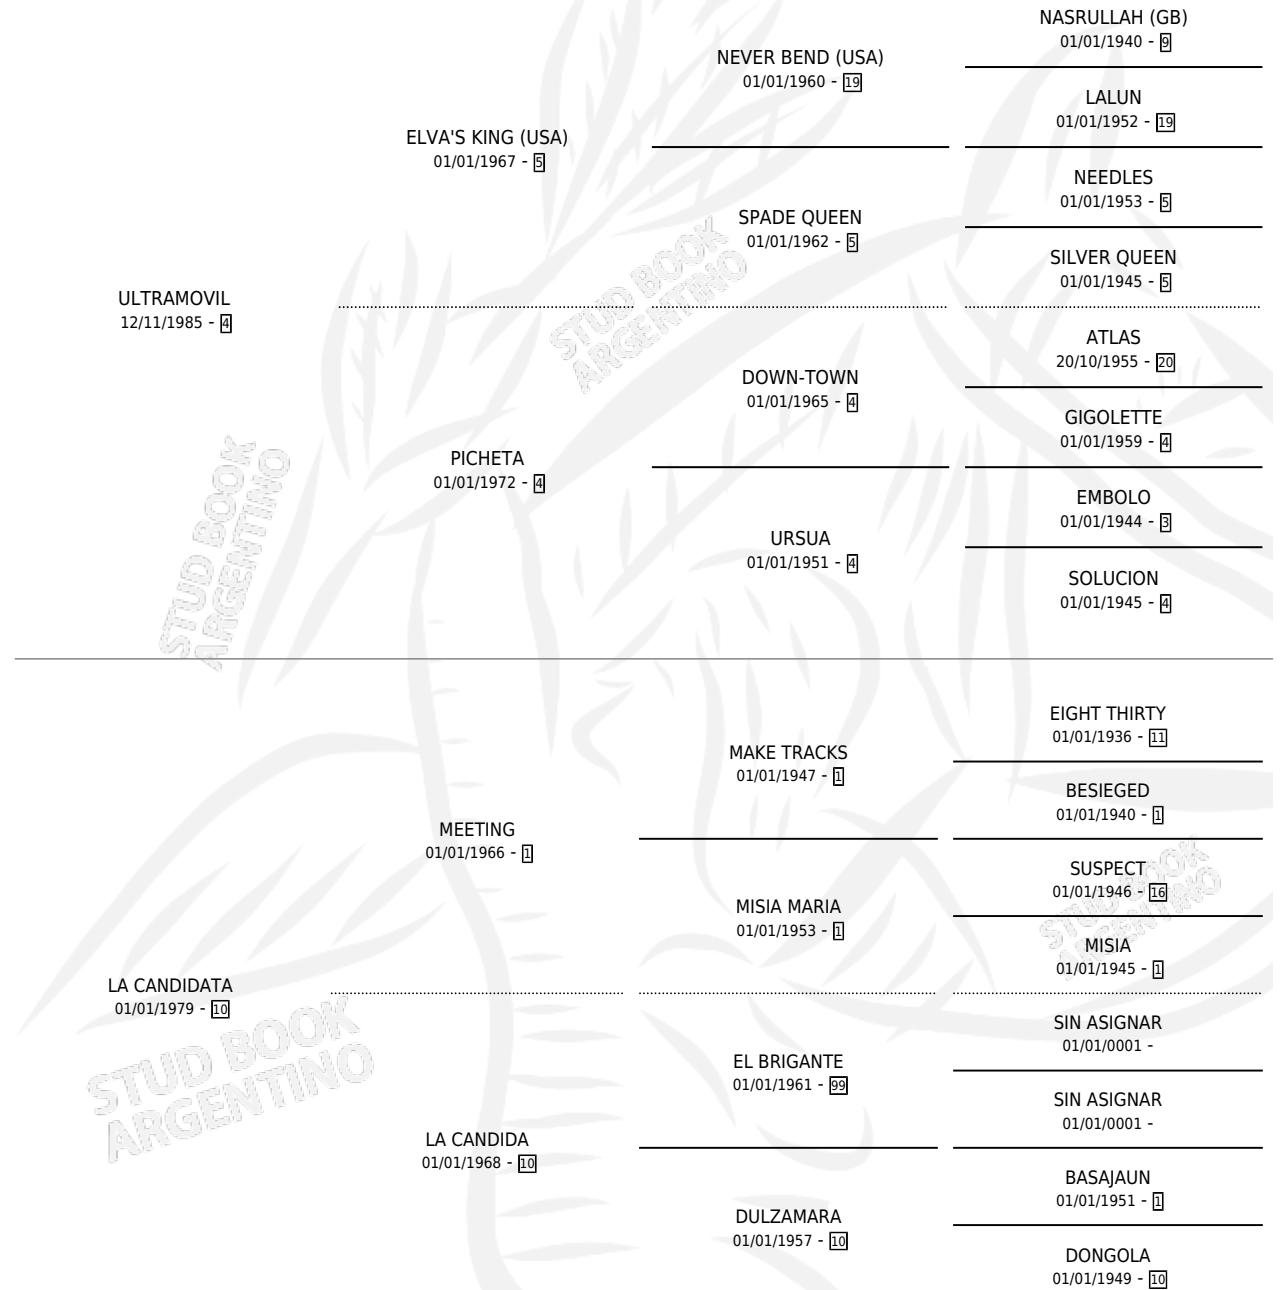 NASRULLAH (GB)
01/01/1940 - 9
NEVER BEND (USA)
01/01/1960 - 19
LALUN
01/01/1952 - 19
ELVA'S KING (USA)
01/01/1967 - 5
NEEDLES
01/01/1953 - 5
SPADE QUEEN
01/01/1962 - 5
SILVER QUEEN
01/01/1945 - 5
ULTRAMOVIL
12/11/1985 - 4
ATLAS
20/10/1955 - 20
DOWN-TOWN
01/01/1965 - 4
GIGOLETTE
01/01/1959 - 4
PICHETA
01/01/1972 - 4
EMBOLO
01/01/1944 - 3
URSUA
01/01/1951 - 4
SOLUCION
01/01/1945 - 4
STUD BOOK
ARGENTINO
STUD BOOK
ARGENTINO
EIGHT THIRTY
01/01/1936 - 11
MAKE TRACKS
01/01/1947 - 1
BESIEGED
01/01/1940 - 1
MEETING
01/01/1966 - 1
SUSPECT
01/01/1946 - 16
MISIA MARIA
01/01/1953 - 1
MISIA
01/01/1945 - 1
STUD BOOK
ARGENTINO
LA CANDIDATA
01/01/1979 - 10
SIN ASIGNAR
01/01/0001 -
EL BRIGANTE
01/01/1961 - 99
SIN ASIGNAR
01/01/0001 -
LA CANDIDA
01/01/1968 - 10
BASAJAUN
01/01/1951 - 1
DULZAMARA
01/01/1957 - 10
DONGOLA
01/01/1949 - 10
STUD BOOK
ARGENTINO